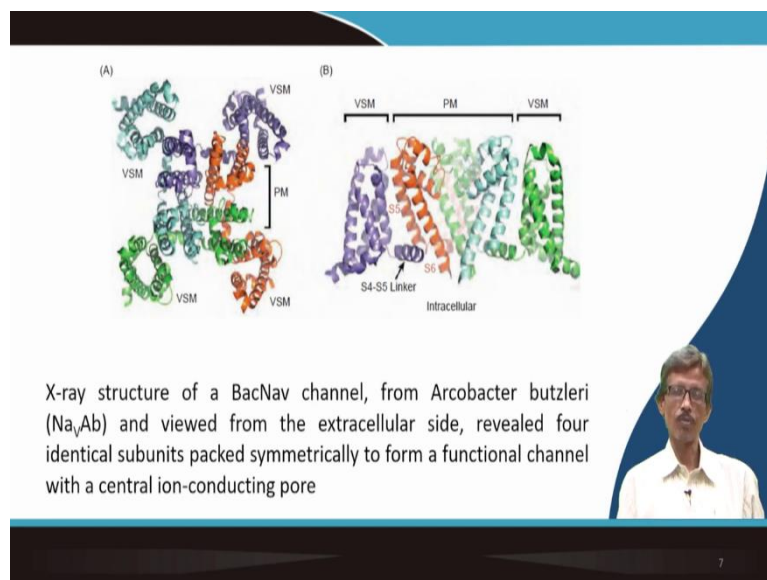 (A)
(B)
VSM
VSM
PM
VSM
VSM
PM
VSM
VSM
S5
S6
S4-S5 Linker
Intracellular
X-ray structure of a BacNav channel, from Arcobacter butzleri
(NaVAb) and viewed from the extracellular side, revealed four
identical subunits packed symmetrically to form a functional channel
with a central ion-conducting pore
7